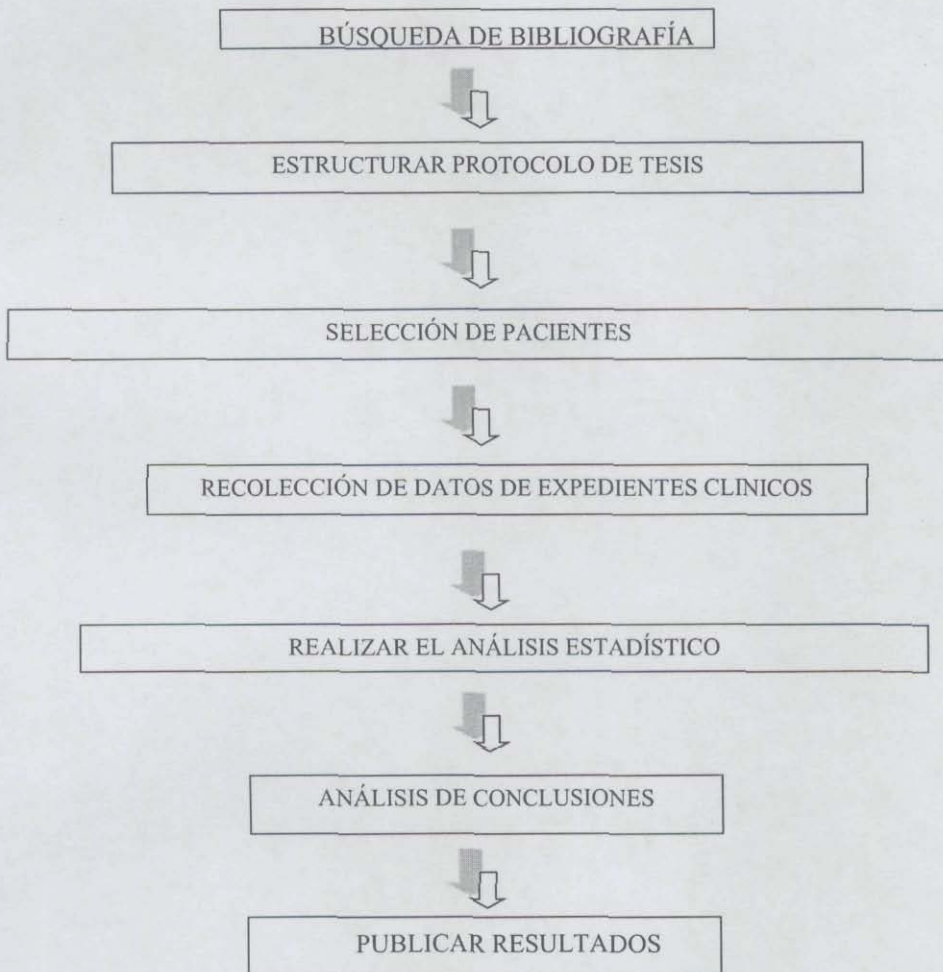 BÚSQUEDA DE BIBLIOGRAFÍA
ESTRUCTURAR PROTOCOLO DE TESIS
SELECCIÓN DE PACIENTES
RECOLECCIÓN DE DATOS DE EXPEDIENTES CLINICOS
REALIZAR EL ANÁLISIS ESTADÍSTICO
ANÁLISIS DE CONCLUSIONES
PUBLICAR RESULTADOS